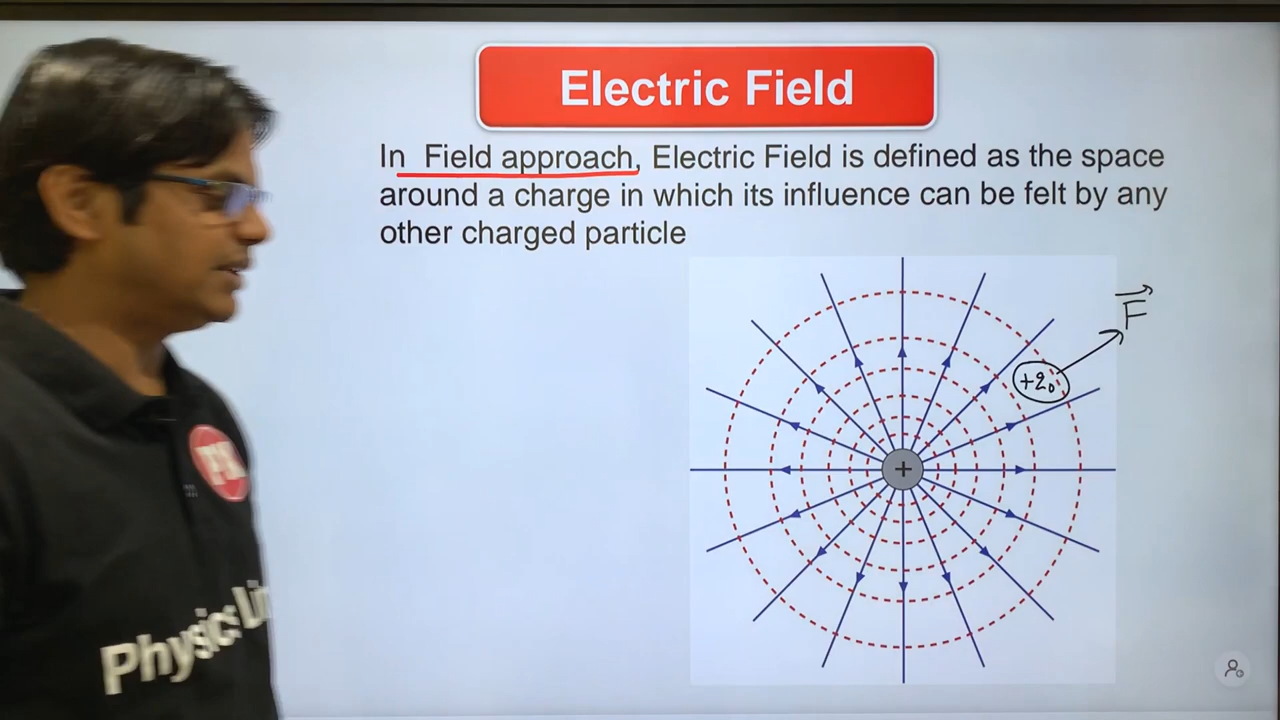 Electric Field
In Field approach, Electric Field is defined as the space
around a charge in which its influence can be felt by any
other charged particle
F
+q₀
+
Physics